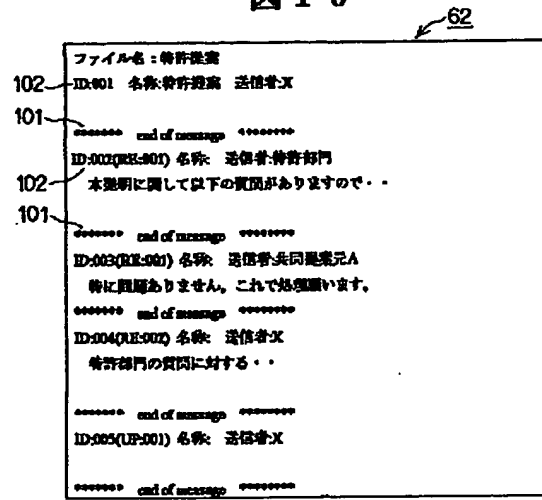 62
ファイル名：特許提案
102 ID:001 名称:特許提案 送信者:X
101 ******* end of message ********
ID:002(RE:001) 名称: 送信者:特許部門
102 本発明に関して以下の質問がありますので・・
101 ******* end of message ********
ID:003(RE:001) 名称: 送信者:共同提案元A
特に問題ありません。これで処理願います。
******* end of message ********
ID:004(RE:002) 名称: 送信者:X
特許部門の質問に対する・・
******* end of message ********
ID:005(UP:001) 名称: 送信者:X
******* end of message ********